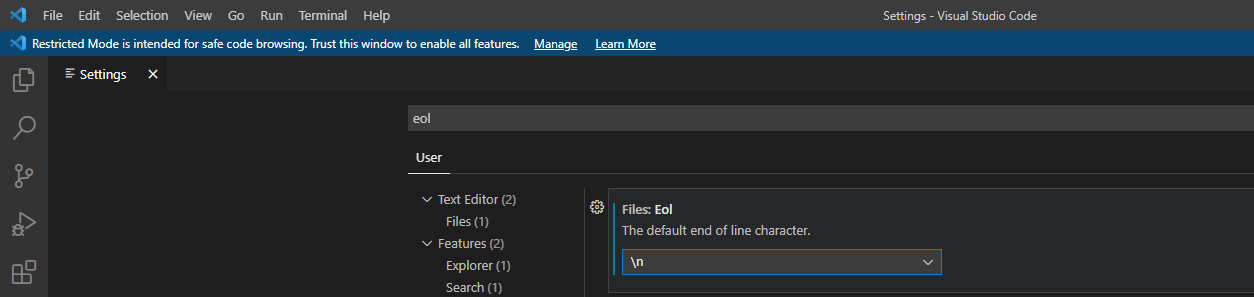 File Edit Selection View Go Run Terminal Help Settings - Visual Studio Code
Restricted Mode is intended for safe code browsing. Trust this window to enable all features. Manage Learn More
Settings
eol
User
Text Editor (2)
Files (1)
Features (2)
Explorer (1)
Search (1)
Files: Eol
The default end of line character.
\n